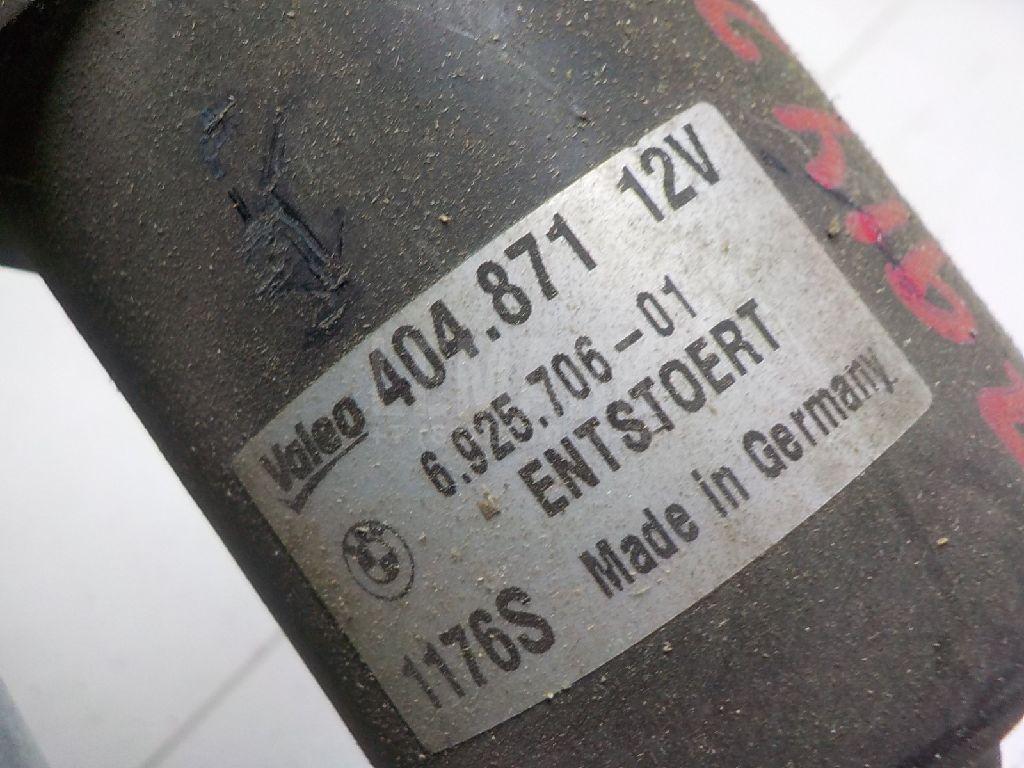 Valeo 404.871 12V
6.925.706-01
ENTSTOERT
1176S Made in Germany